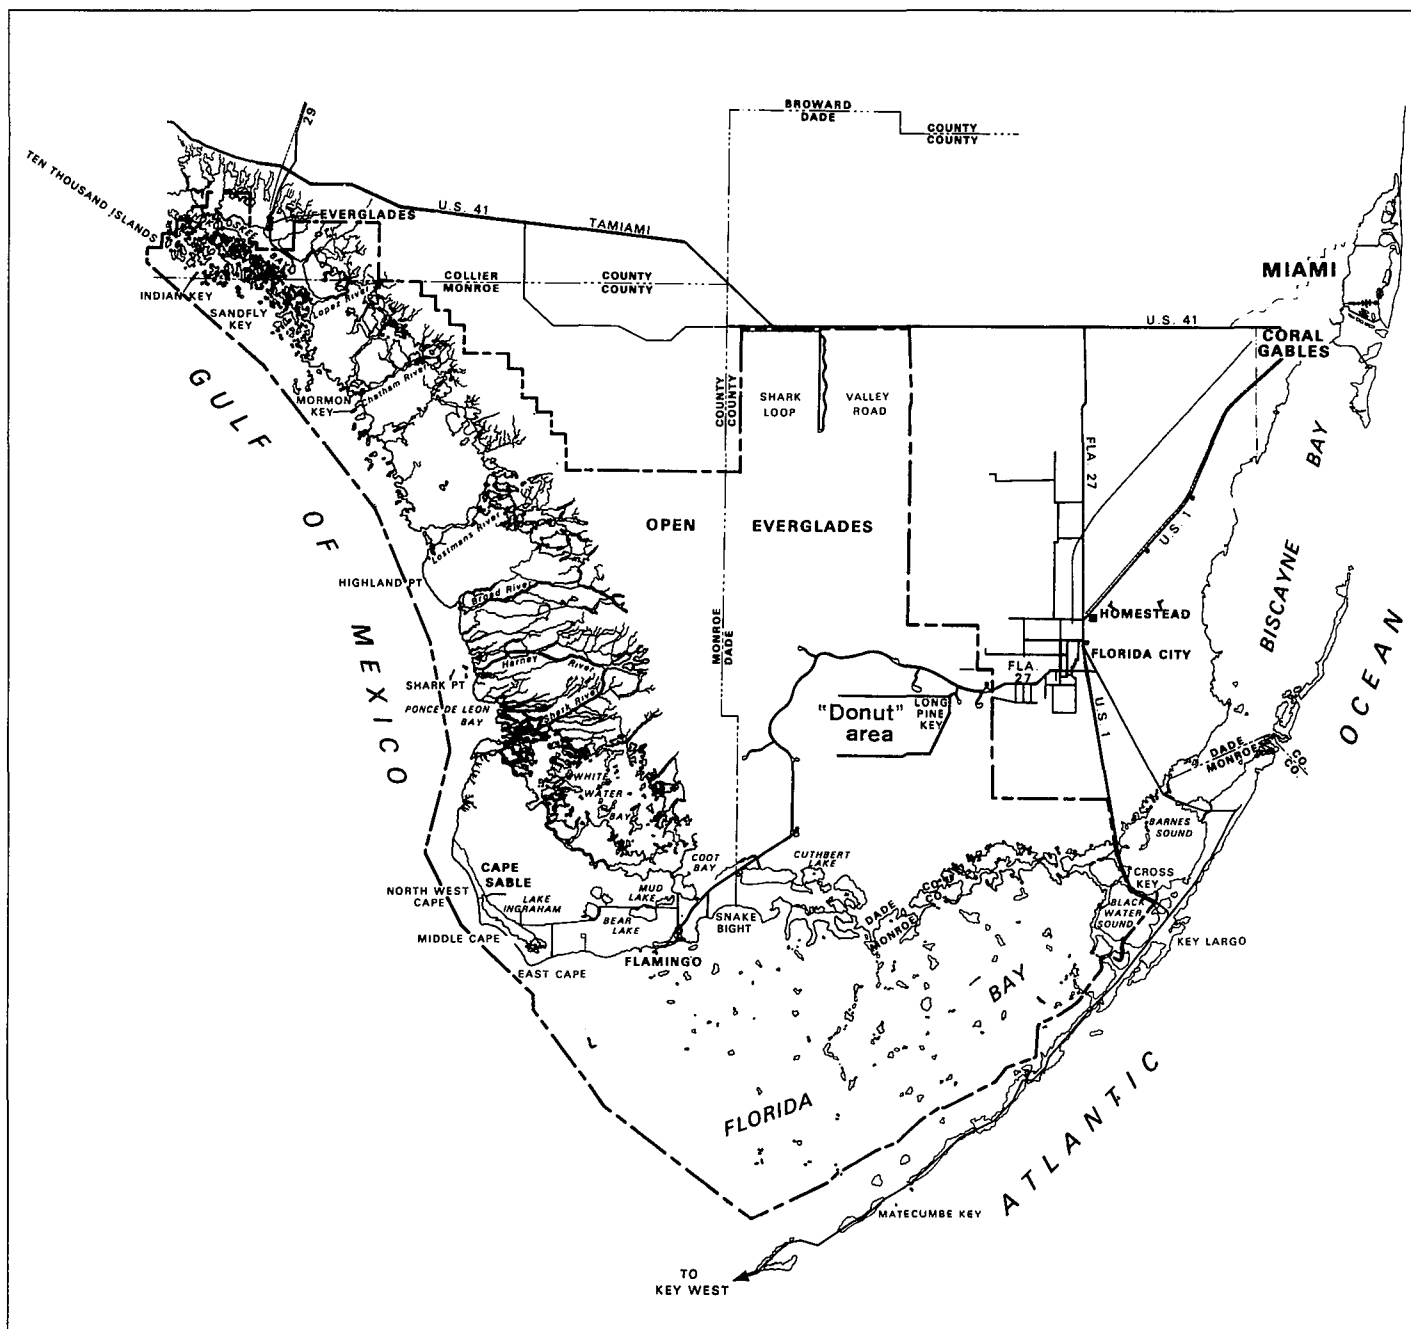 BROWARD
DADE
COUNTY
COUNTY
29
TEN THOUSAND ISLANDS
EVERGLADES
U.S. 41
TAMIAMI
MIAMI
COLLIER
MONROE
COUNTY
COUNTY
INDIAN KEY
SANDFLY
KEY
Lopez River
U.S. 41
CORAL
GABLES
GULF
OF
MEXICO
MORMON
KEY
Chatham River
COUNTY
COUNTY
SHARK
LOOP
VALLEY
ROAD
FLA. 27
U.S. 1
BISCAYNE
BAY
OPEN
EVERGLADES
Lostmans River
HIGHLAND PT
Broad River
MONROE
DADE
HOMESTEAD
FLORIDA CITY
Harney
River
SHARK PT
Shark River
PONCE DE LEON
BAY
FLA.
27
"Donut"
area
LONG
PINE
KEY
U.S. 1
DADE
MONROE
CO.
CO.
ATLANTIC
OCEAN
WHITE
WATER
BAY
BARNES
SOUND
COOT
BAY
CUTHBERT
LAKE
CAPE
SABLE
NORTH WEST
CAPE
LAKE
INGRAHAM
MUD
LAKE
BEAR
LAKE
SNAKE
BIGHT
DADE
MONROE
CO.
CO.
CROSS
KEY
BLACK
WATER
SOUND
MIDDLE CAPE
EAST CAPE
FLAMINGO
KEY LARGO
FLORIDA
BAY
MATECUMBE KEY
TO
KEY WEST